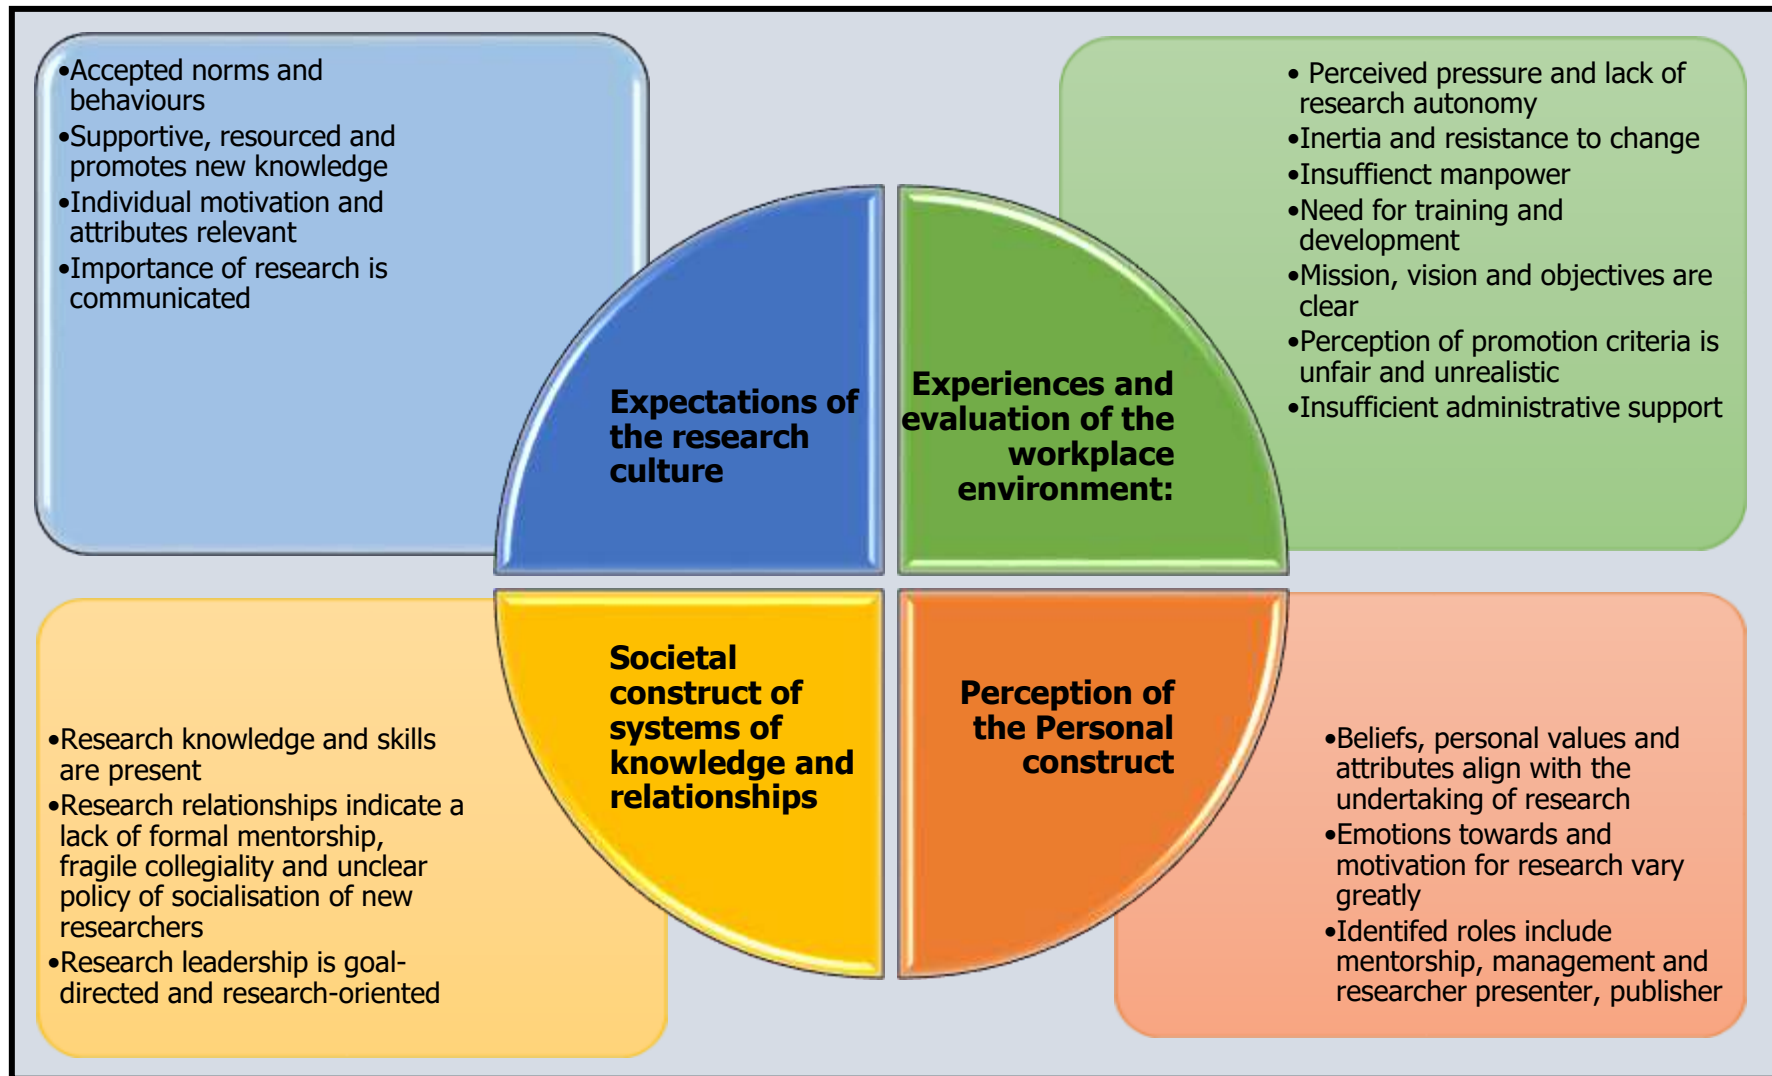 •Accepted norms and
behaviours
•Supportive, resourced and
promotes new knowledge
•Individual motivation and
attributes relevant
•Importance of research is
communicated
• Perceived pressure and lack of
research autonomy
•Inertia and resistance to change
•Insuffienct manpower
•Need for training and
development
•Mission, vision and objectives are
clear
•Perception of promotion criteria is
unfair and unrealistic
•Insufficient administrative support
Expectations of
the research
culture
Experiences and
evaluation of the
workplace
environment:
Societal
construct of
systems of
knowledge and
relationships
Perception of
the Personal
construct
•Research knowledge and skills
are present
•Research relationships indicate a
lack of formal mentorship,
fragile collegiality and unclear
policy of socialisation of new
researchers
•Research leadership is goal-
directed and research-oriented
•Beliefs, personal values and
attributes align with the
undertaking of research
•Emotions towards and
motivation for research vary
greatly
•Identifed roles include
mentorship, management and
researcher presenter, publisher